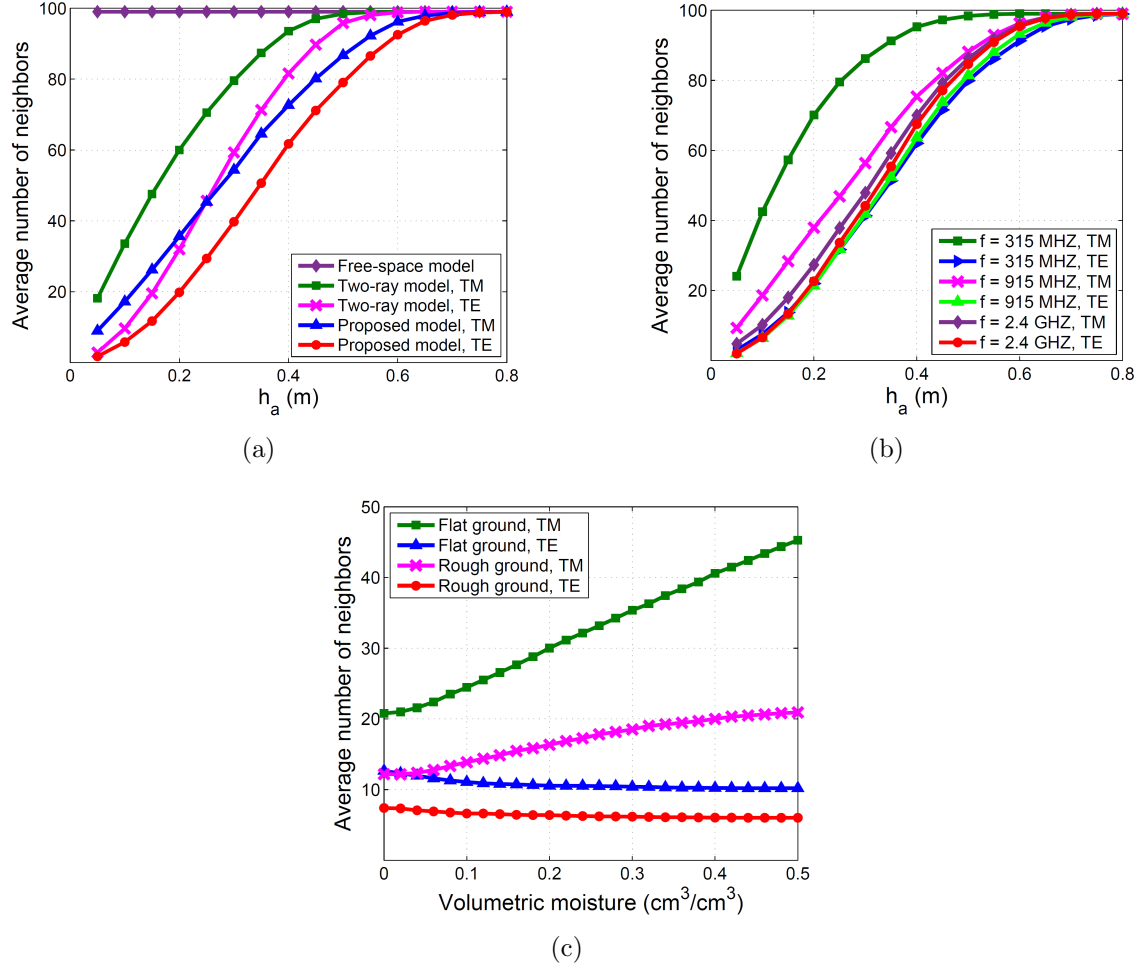 100
80
60
40
20
Average number of neighbors
Free-space model
Two-ray model, TM
Two-ray model, TE
Proposed model, TM
Proposed model, TE
0 0.2 0.4 0.6 0.8
h_a (m)
(a)
100
80
60
40
20
Average number of neighbors
f = 315 MHZ, TM
f = 315 MHZ, TE
f = 915 MHZ, TM
f = 915 MHZ, TE
f = 2.4 GHZ, TM
f = 2.4 GHZ, TE
0 0.2 0.4 0.6 0.8
h_a (m)
(b)
50
40
30
20
10
Average number of neighbors
Flat ground, TM
Flat ground, TE
Rough ground, TM
Rough ground, TE
0 0.1 0.2 0.3 0.4 0.5
Volumetric moisture (cm³/cm³)
(c)